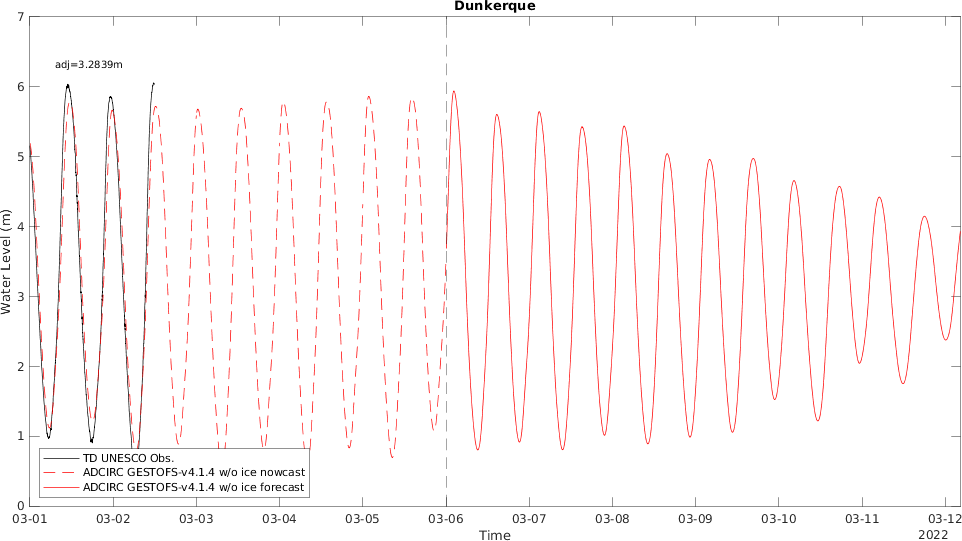 Dunkerque
adj=3.2839m
7
6
5
4
3
2
1
0
Water Level (m)
TD UNESCO Obs.
ADCIRC GESTOFS-v4.1.4 w/o ice nowcast
ADCIRC GESTOFS-v4.1.4 w/o ice forecast
03-01 03-02 03-03 03-04 03-05 03-06 03-07 03-08 03-09 03-10 03-11 03-12
Time
2022